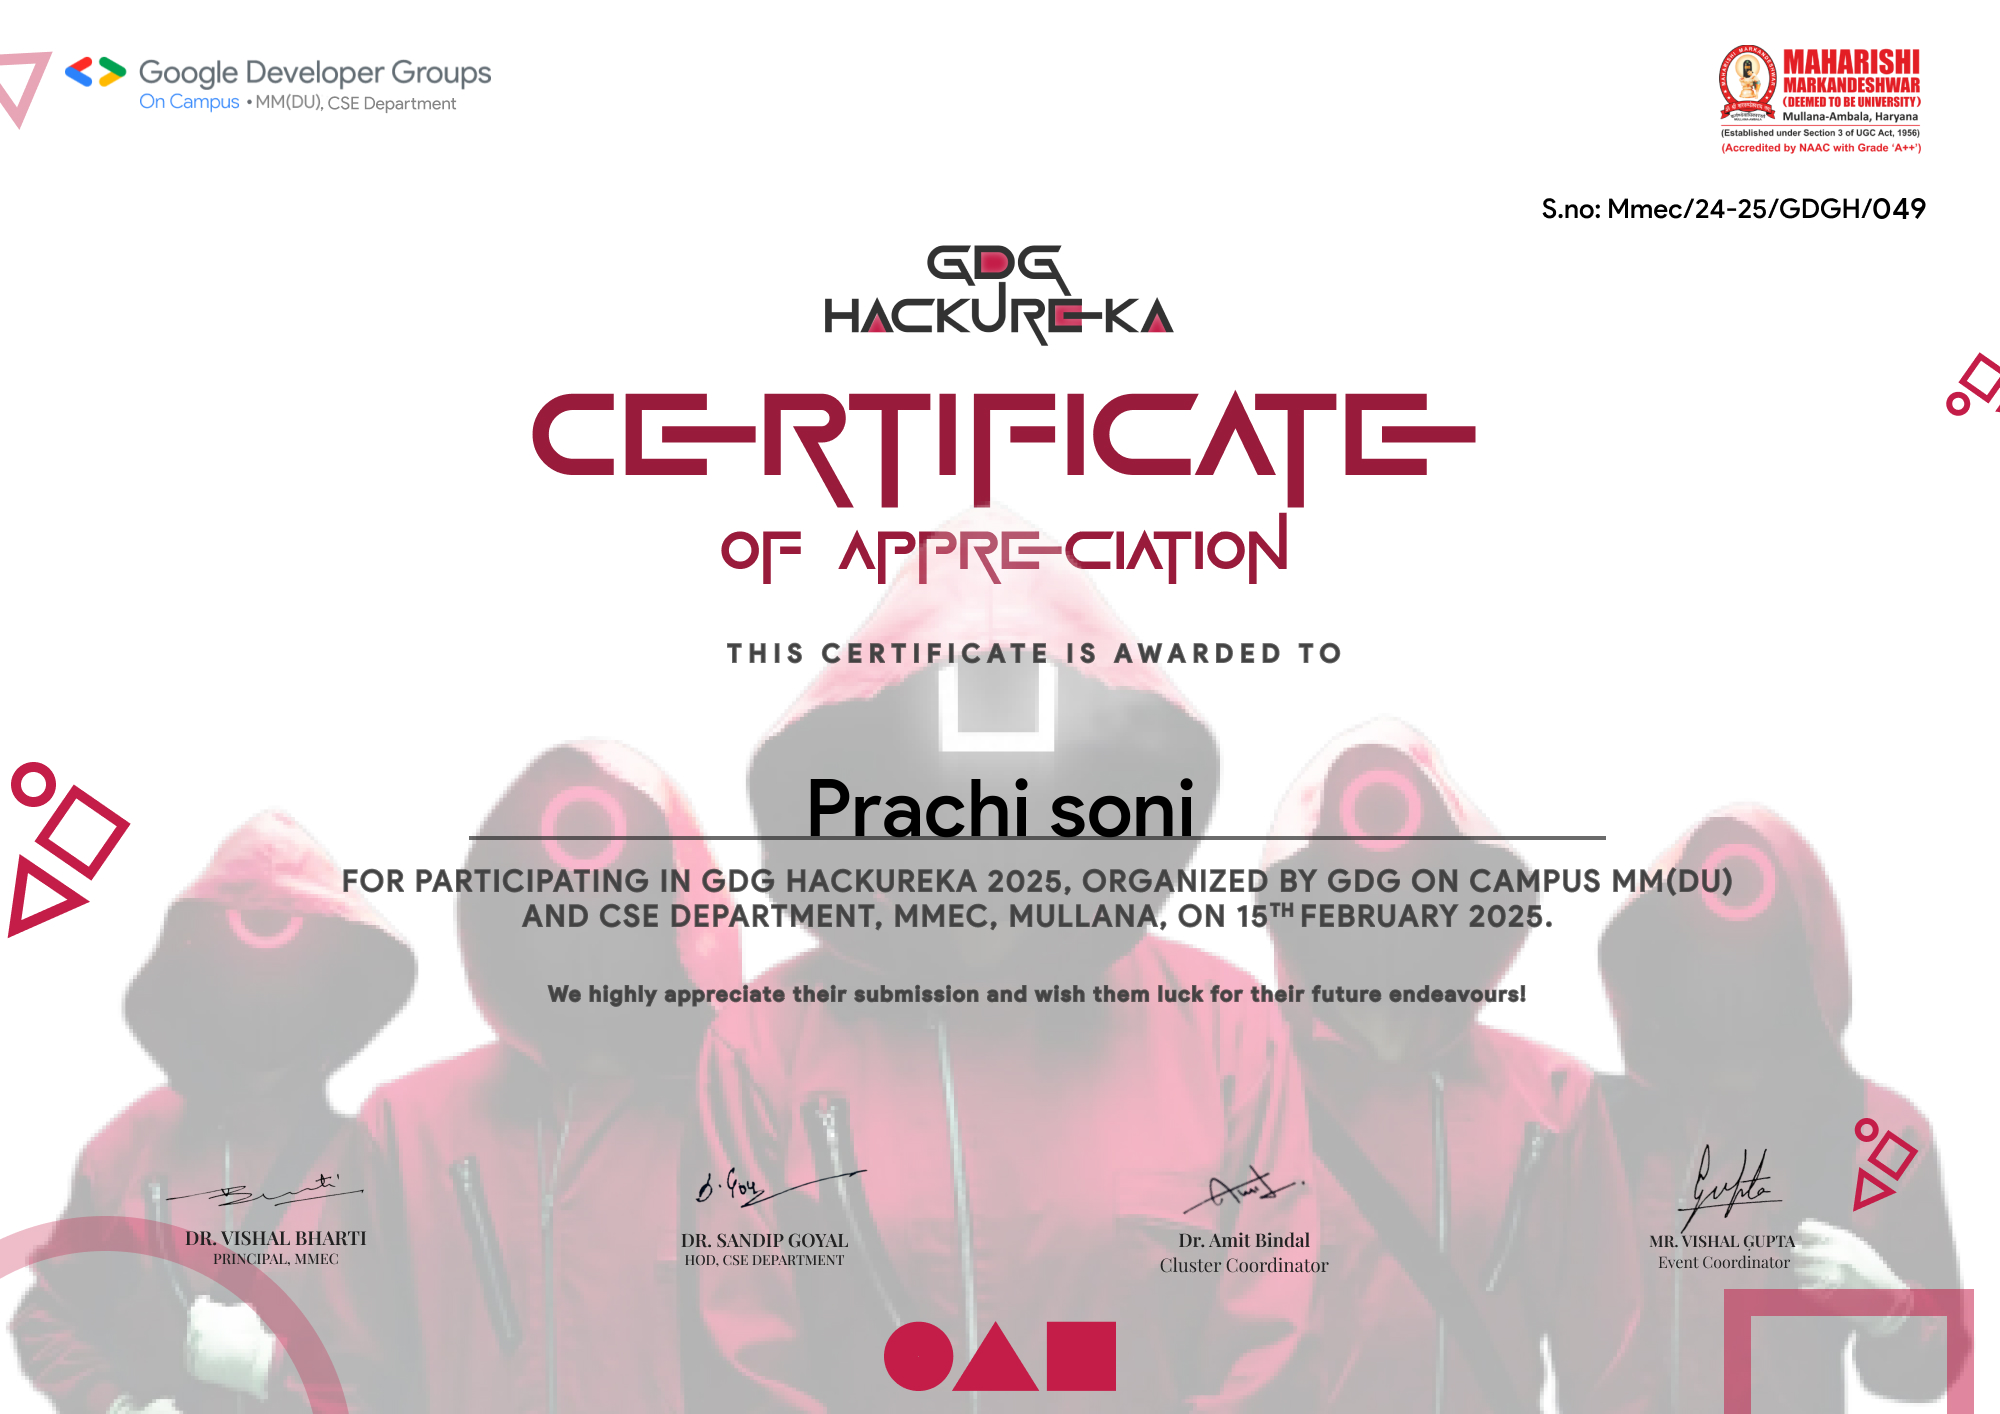 Google Developer Groups
On Campus • MM(DU), CSE Department
MAHARISHI
MARKANDESHWAR
(DEEMED TO BE UNIVERSITY)
Mullana-Ambala, Haryana
(Established under Section 3 of UGC Act, 1956)
(Accredited by NAAC with Grade 'A++')
S.no: Mmec/24-25/GDGH/049
GDG
HACKUREKA
CERTIFICATE
OF APPRECIATION
THIS CERTIFICATE IS AWARDED TO
Prachi soni
FOR PARTICIPATING IN GDG HACKUREKA 2025, ORGANIZED BY GDG ON CAMPUS MM(DU)
AND CSE DEPARTMENT, MMEC, MULLANA, ON 15TH FEBRUARY 2025.
We highly appreciate their submission and wish them luck for their future endeavours!
DR. VISHAL BHARTI
PRINCIPAL, MMEC
DR. SANDIP GOYAL
HOD, CSE DEPARTMENT
Dr. Amit Bindal
Cluster Coordinator
Gupta
MR. VISHAL GUPTA
Event Coordinator